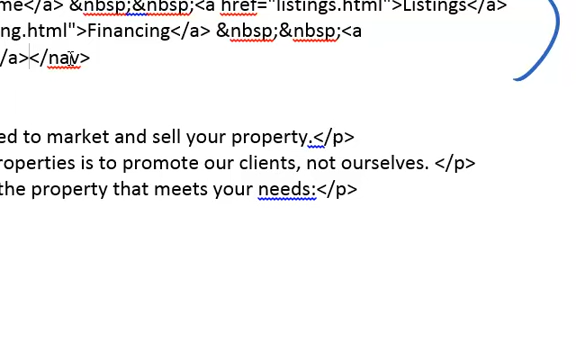 me</a> &nbsp;&nbsp;<a href="listings.html">Listings</a>
ng.html">Financing</a> &nbsp;&nbsp;<a
/a></nav>
ed to market and sell your property.</p>
roperties is to promote our clients, not ourselves. </p>
the property that meets your needs:</p>